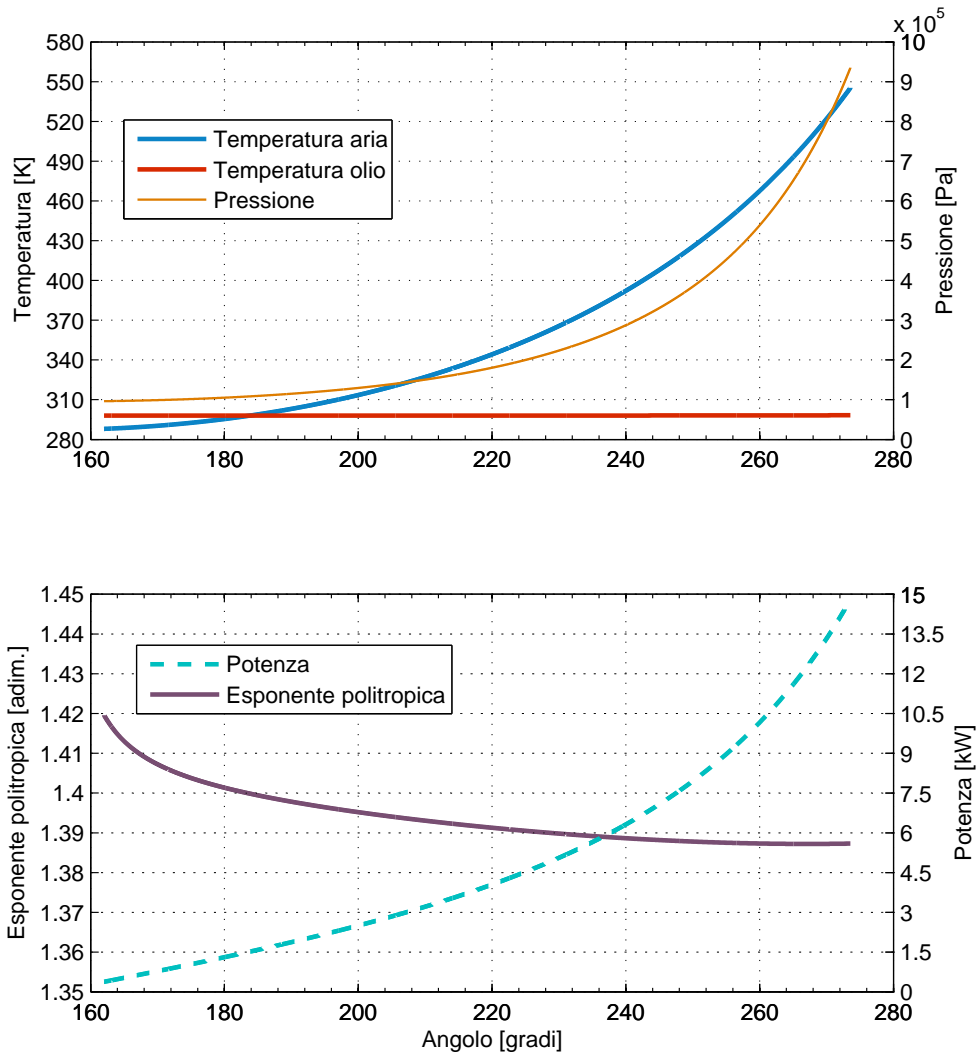 x 10⁵
580 10
550 9
520 8
490 7
460 6
430 5
400 4
370 3
340 2
310 1
280 0
Temperatura [K]
Pressione [Pa]
Temperatura aria
Temperatura olio
Pressione
160 180 200 220 240 260 280
1.45 15
1.44 13.5
1.43 12
1.42 10.5
1.41 9
1.4 7.5
1.39 6
1.38 4.5
1.37 3
1.36 1.5
1.35 0
Esponente politropica [adim.]
Potenza [kW]
Potenza
Esponente politropica
160 180 200 220 240 260 280
Angolo [gradi]